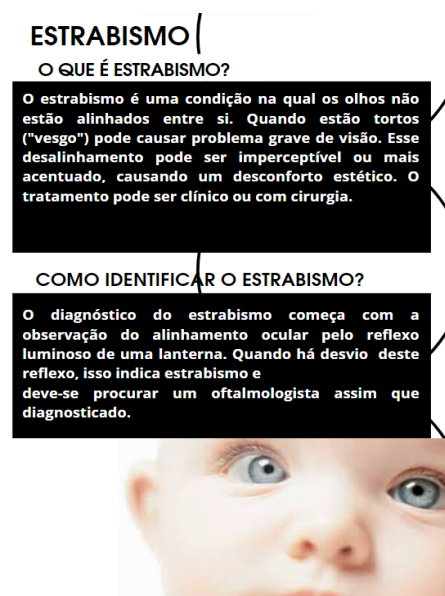 ESTRABISMO
O QUE É ESTRABISMO?
O estrabismo é uma condição na qual os olhos não
estão alinhados entre si. Quando estão tortos
("vesgo") pode causar problema grave de visão. Esse
desalinhamento pode ser imperceptível ou mais
acentuado, causando um desconforto estético. O
tratamento pode ser clínico ou com cirurgia.
COMO IDENTIFICAR O ESTRABISMO?
O diagnóstico do estrabismo começa com a
observação do alinhamento ocular pelo reflexo
luminoso de uma lanterna. Quando há desvio deste
reflexo, isso indica estrabismo e
deve-se procurar um oftalmologista assim que
diagnosticado.